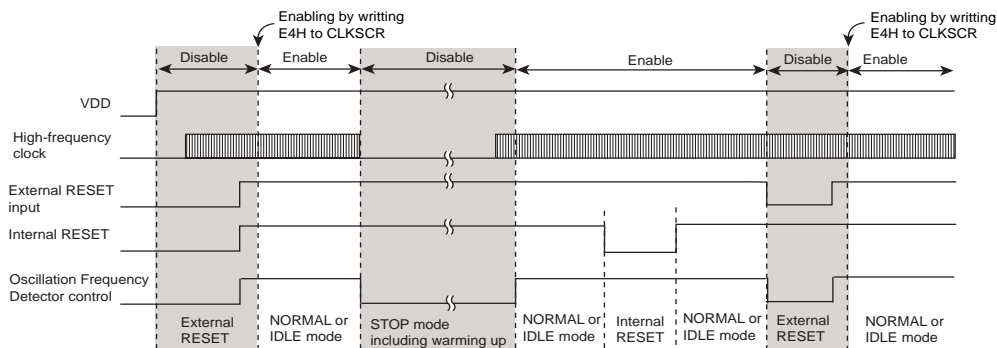 Enabling by writting
E4H to CLKSCR
Enabling by writting
E4H to CLKSCR
Disable
Enable
Disable
Enable
Disable
Enable
VDD
High-frequency
clock
External RESET
input
Internal RESET
Oscillation Frequency
Detector control
External
RESET
NORMAL or
IDLE mode
STOP mode
including warming up
NORMAL or
IDLE mode
Internal
RESET
NORMAL or
IDLE mode
External
RESET
NORMAL or
IDLE mode